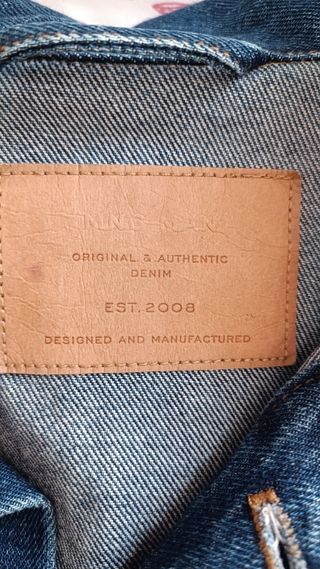 ORIGINAL & AUTHENTIC
DENIM
EST. 2008
DESIGNED AND MANUFACTURED